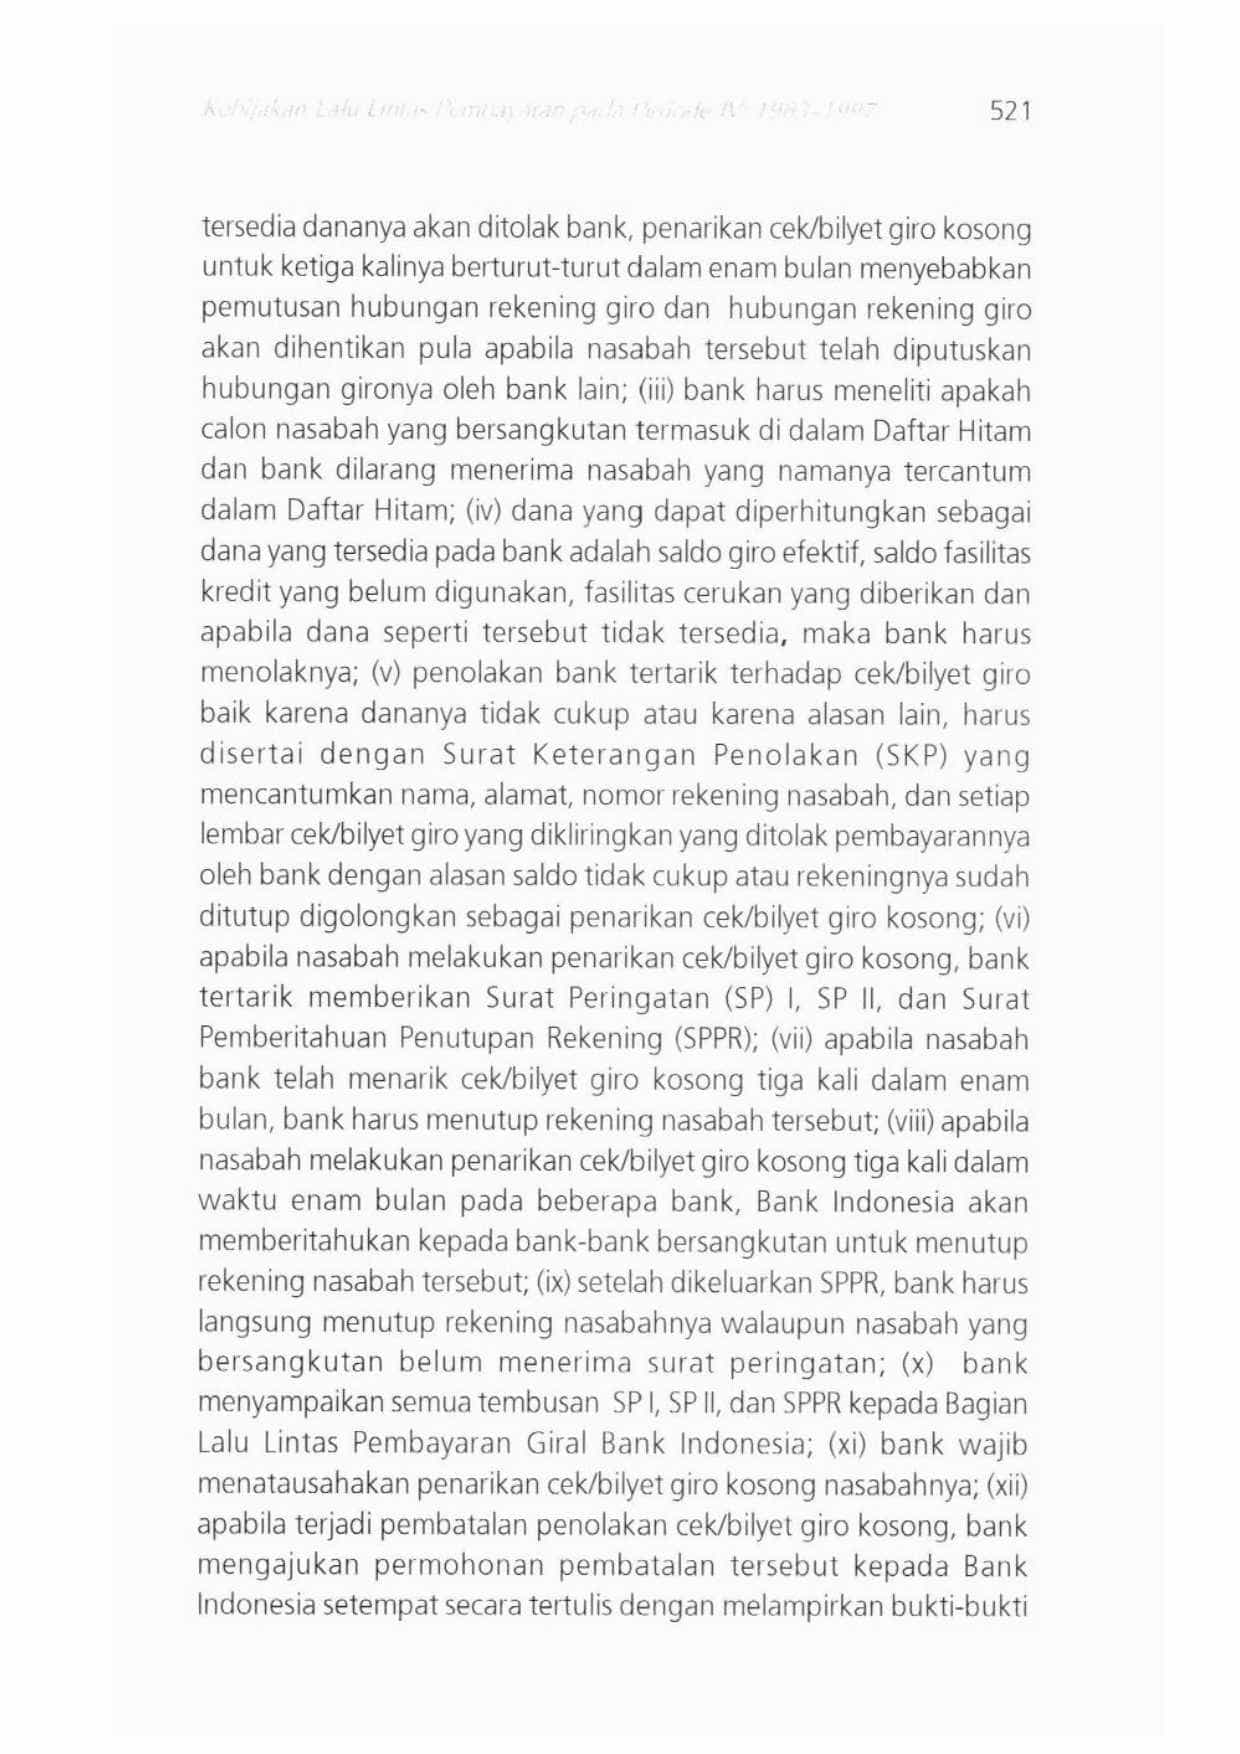 Kebijakan Lalu Lintas Pembayaran pada Periode IV 1983-1997 521
tersedia dananya akan ditolak bank, penarikan cek/bilyet giro kosong
untuk ketiga kalinya berturut-turut dalam enam bulan menyebabkan
pemutusan hubungan rekening giro dan hubungan rekening giro
akan dihentikan pula apabila nasabah tersebut telah diputuskan
hubungan gironya oleh bank lain; (iii) bank harus meneliti apakah
calon nasabah yang bersangkutan termasuk di dalam Daftar Hitam
dan bank dilarang menerima nasabah yang namanya tercantum
dalam Daftar Hitam; (iv) dana yang dapat diperhitungkan sebagai
dana yang tersedia pada bank adalah saldo giro efektif, saldo fasilitas
kredit yang belum digunakan, fasilitas cerukan yang diberikan dan
apabila dana seperti tersebut tidak tersedia, maka bank harus
menolaknya; (v) penolakan bank tertarik terhadap cek/bilyet giro
baik karena dananya tidak cukup atau karena alasan lain, harus
disertai dengan Surat Keterangan Penolakan (SKP) yang
mencantumkan nama, alamat, nomor rekening nasabah, dan setiap
lembar cek/bilyet giro yang dikliringkan yang ditolak pembayarannya
oleh bank dengan alasan saldo tidak cukup atau rekeningnya sudah
ditutup digolongkan sebagai penarikan cek/bilyet giro kosong; (vi)
apabila nasabah melakukan penarikan cek/bilyet giro kosong, bank
tertarik memberikan Surat Peringatan (SP) I, SP II, dan Surat
Pemberitahuan Penutupan Rekening (SPPR); (vii) apabila nasabah
bank telah menarik cek/bilyet giro kosong tiga kali dalam enam
bulan, bank harus menutup rekening nasabah tersebut; (viii) apabila
nasabah melakukan penarikan cek/bilyet giro kosong tiga kali dalam
waktu enam bulan pada beberapa bank, Bank Indonesia akan
memberitahukan kepada bank-bank bersangkutan untuk menutup
rekening nasabah tersebut; (ix) setelah dikeluarkan SPPR, bank harus
langsung menutup rekening nasabahnya walaupun nasabah yang
bersangkutan belum menerima surat peringatan; (x) bank
menyampaikan semua tembusan SP I, SP II, dan SPPR kepada Bagian
Lalu Lintas Pembayaran Giral Bank Indonesia; (xi) bank wajib
menatausahakan penarikan cek/bilyet giro kosong nasabahnya; (xii)
apabila terjadi pembatalan penolakan cek/bilyet giro kosong, bank
mengajukan permohonan pembatalan tersebut kepada Bank
Indonesia setempat secara tertulis dengan melampirkan bukti-bukti